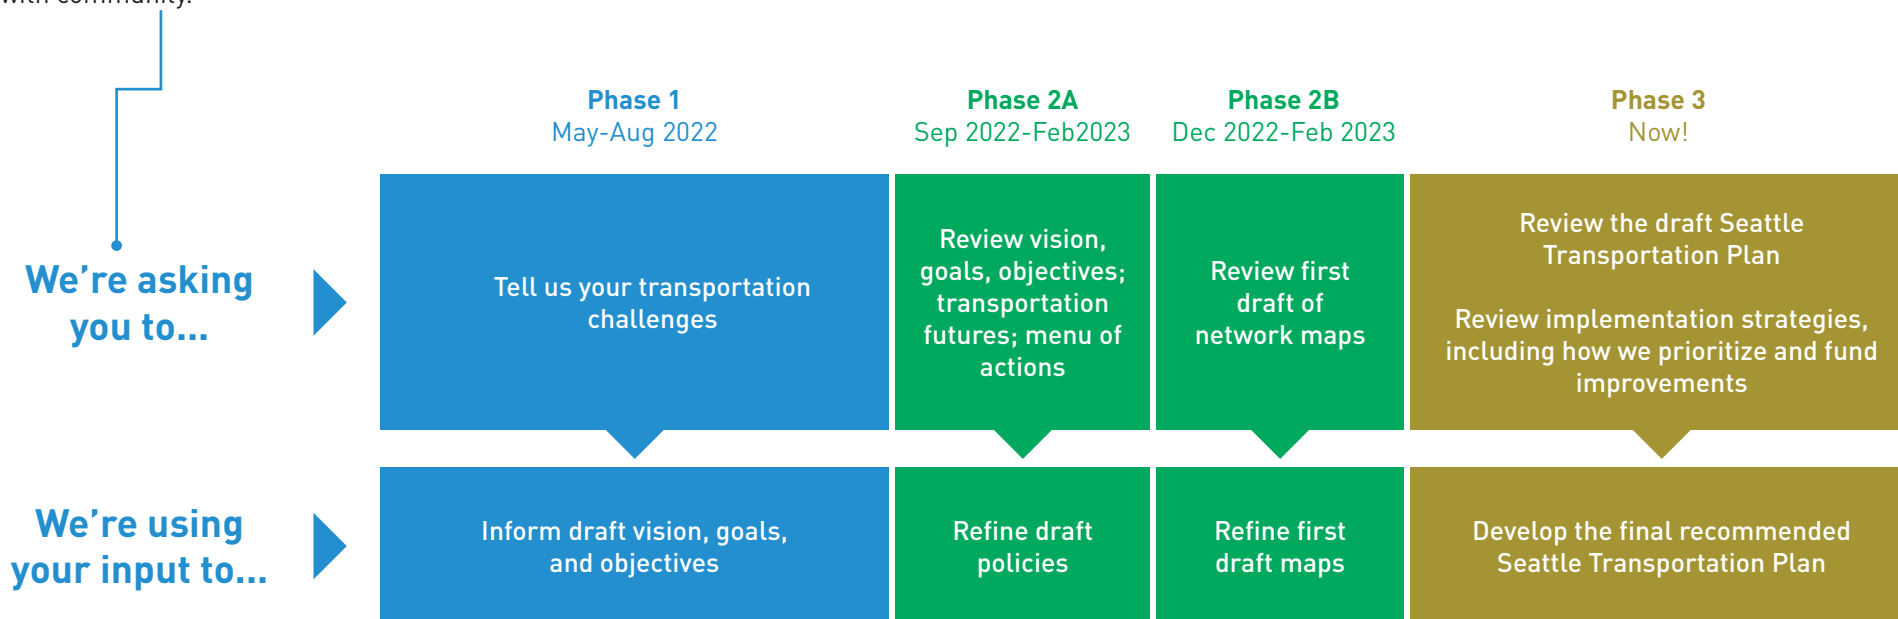 with community.
Phase 1
May-Aug 2022
Phase 2A
Sep 2022-Feb2023
Phase 2B
Dec 2022-Feb 2023
Phase 3
Now!
We're asking
you to...
Tell us your transportation
challenges
Review vision,
goals, objectives;
transportation
futures; menu of
actions
Review first
draft of
network maps
Review the draft Seattle
Transportation Plan
Review implementation strategies,
including how we prioritize and fund
improvements
We're using
your input to...
Inform draft vision, goals,
and objectives
Refine draft
policies
Refine first
draft maps
Develop the final recommended
Seattle Transportation Plan